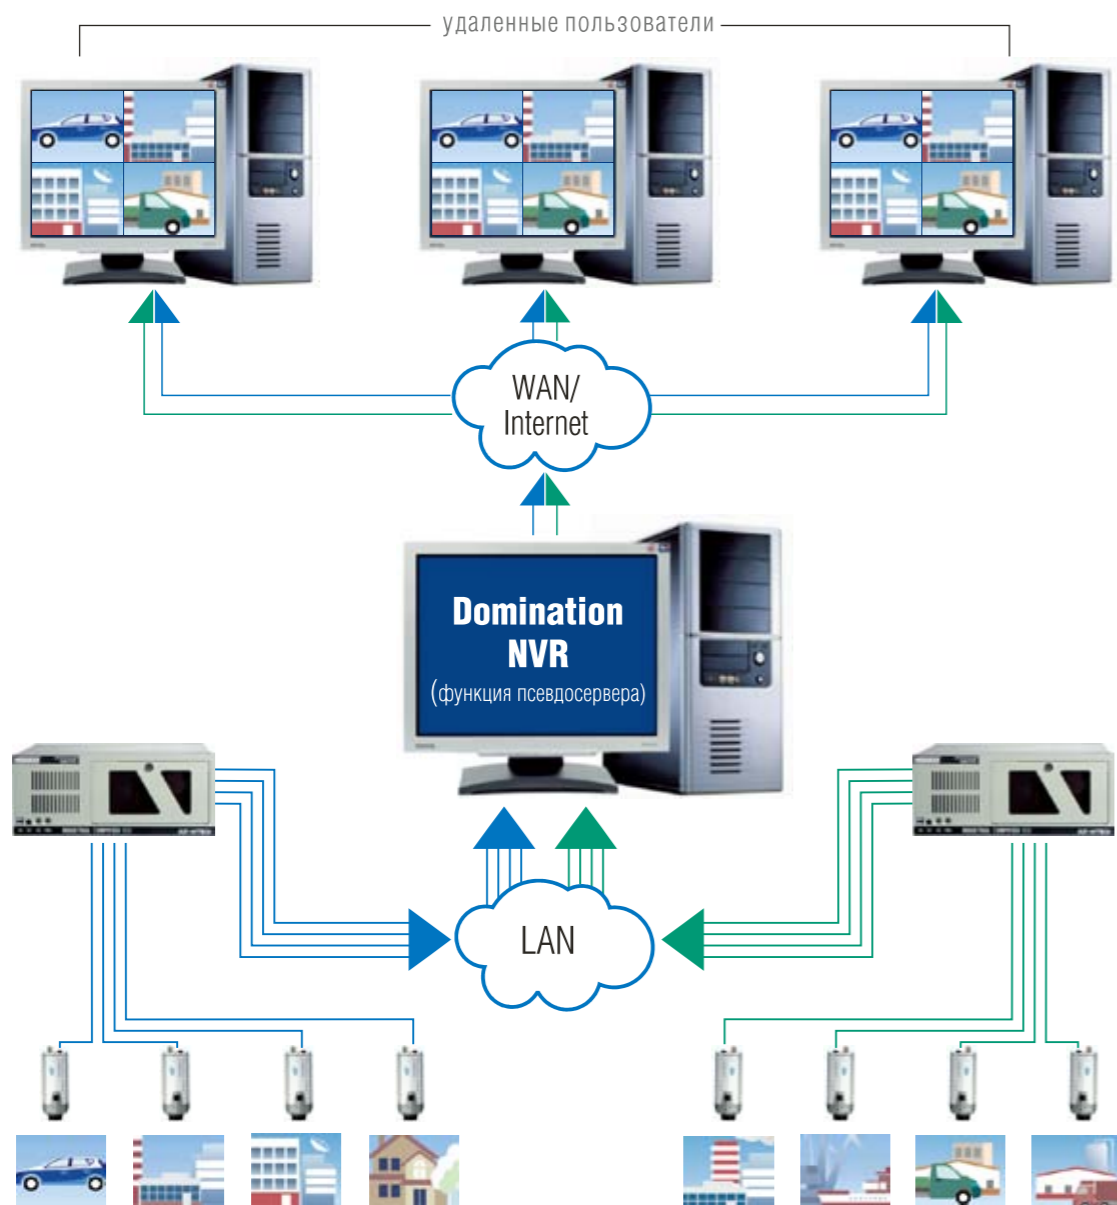 удаленные пользователи
WAN/
Internet
Domination
NVR
(функция псевдосервера)
LAN